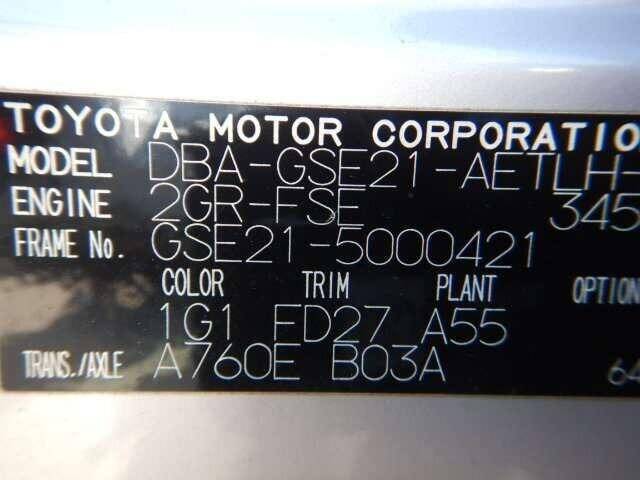 TOYOTA MOTOR CORPORATIO
MODEL DBA-GSE21-AETLH-
ENGINE 2GR-FSE 345
FRAME No. GSE21-5000421
COLOR TRIM PLANT OPTION
1G1 FD27 A55
TRANS./AXLE A760E B03A 64